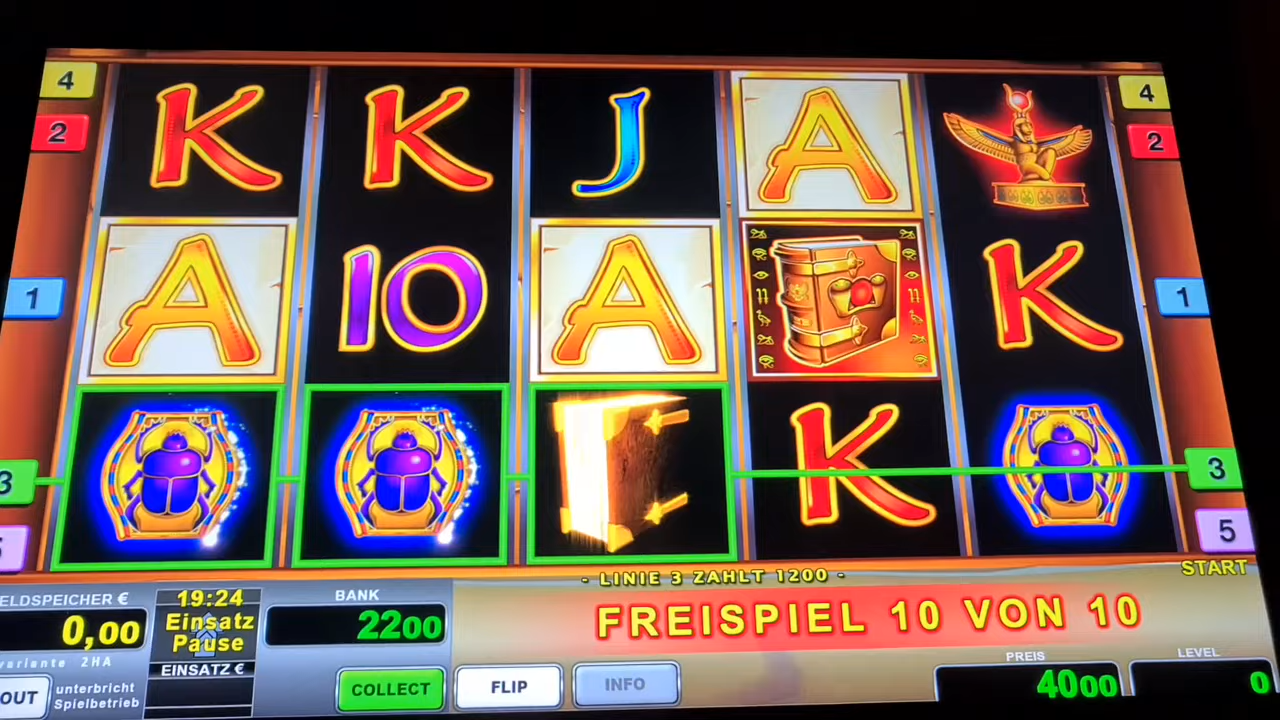 4
K K J A
4
2
2
1
A 10 A
K
1
3
K
3
5
- LINIE 3 ZAHLT 1200 -
START
ELDSPEICHER €
0,00
variante 2HA
OUT
unterbricht
Spielbetrieb
19:24
Einsatz
Pause
EINSATZ €
BANK
2200
COLLECT
FLIP
INFO
FREISPIEL 10 VON 10
PREIS
4000
LEVEL
0